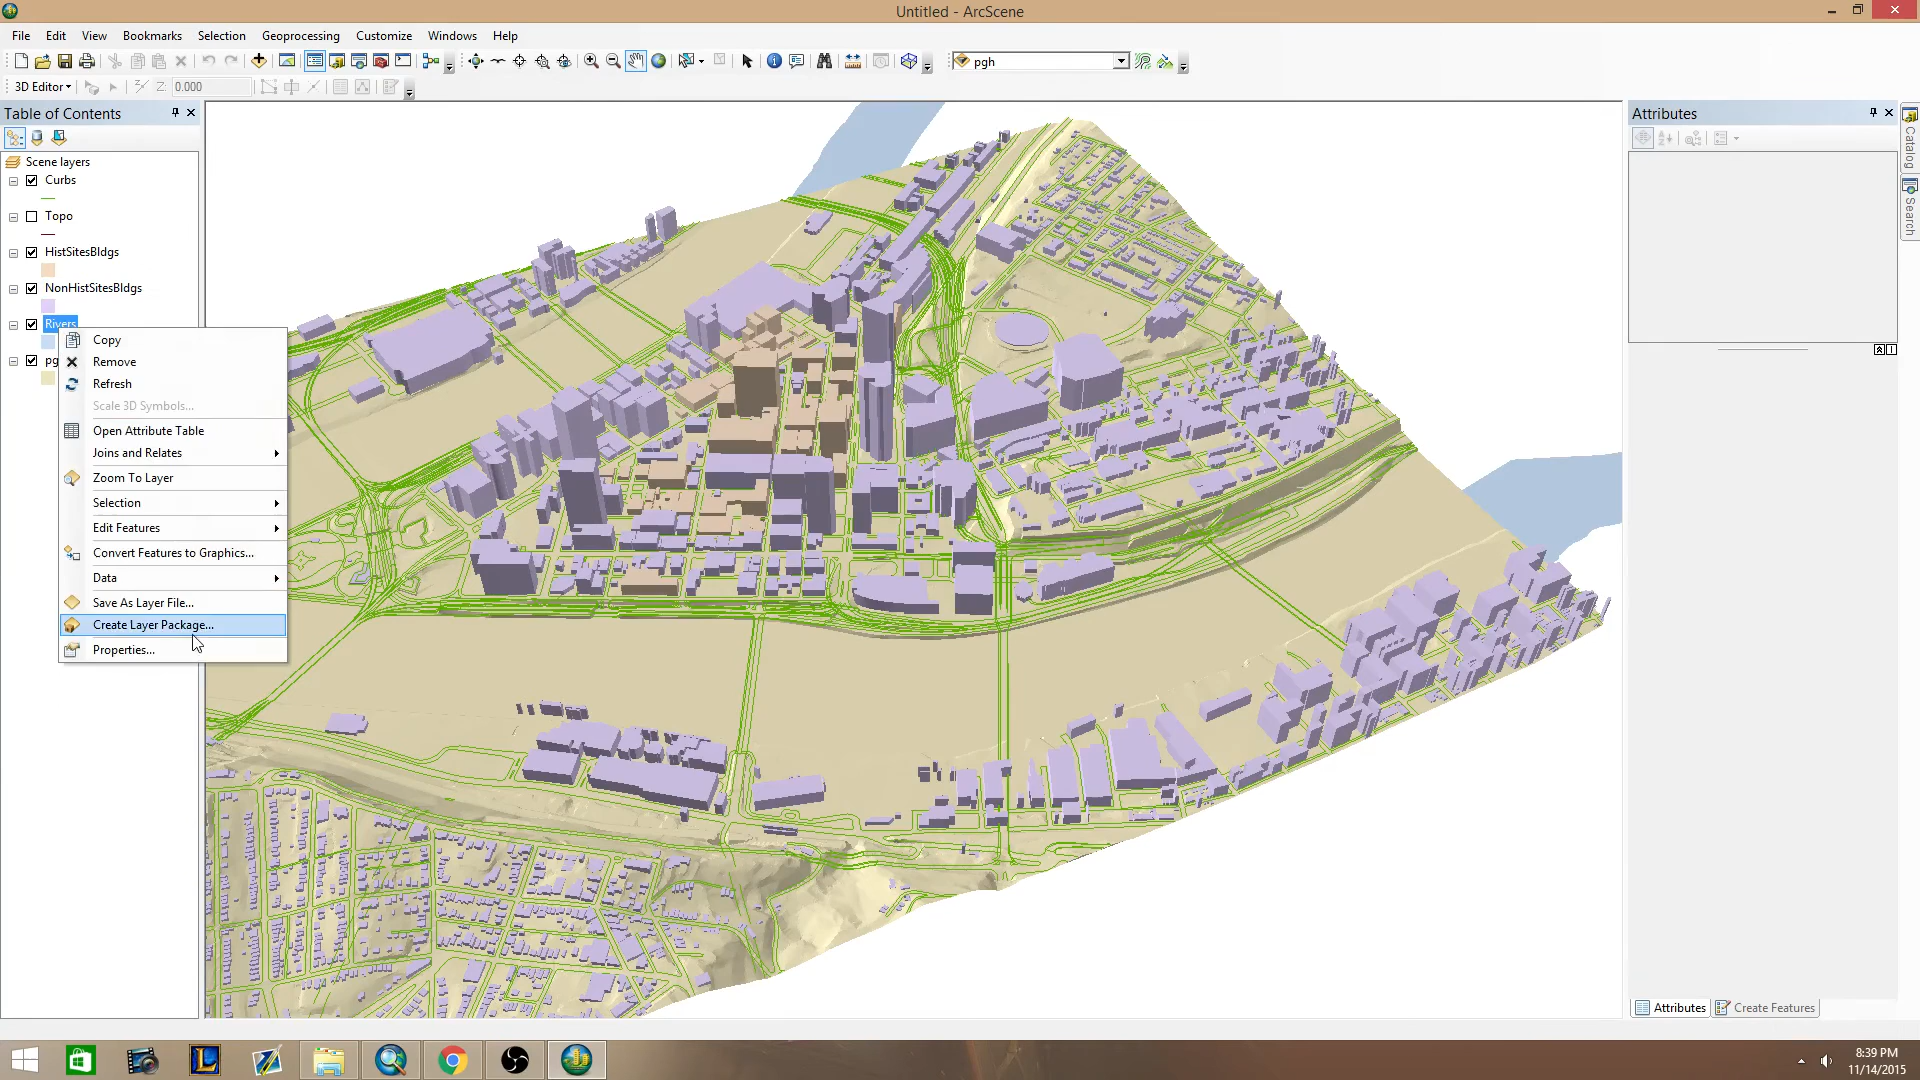 Untitled - ArcScene
File Edit View Bookmarks Selection Geoprocessing Customize Windows Help
pgh
3D Editor Z: 0.000
Table of Contents
Scene layers
Curbs
Topo
HistSitesBldgs
NonHistSitesBldgs
Rivers
pg
Copy
Remove
Refresh
Scale 3D Symbols...
Open Attribute Table
Joins and Relates
Zoom To Layer
Selection
Edit Features
Convert Features to Graphics...
Data
Save As Layer File...
Create Layer Package...
Properties...
Attributes
Catalog
Search
Attributes Create Features
8:39 PM
11/14/2015